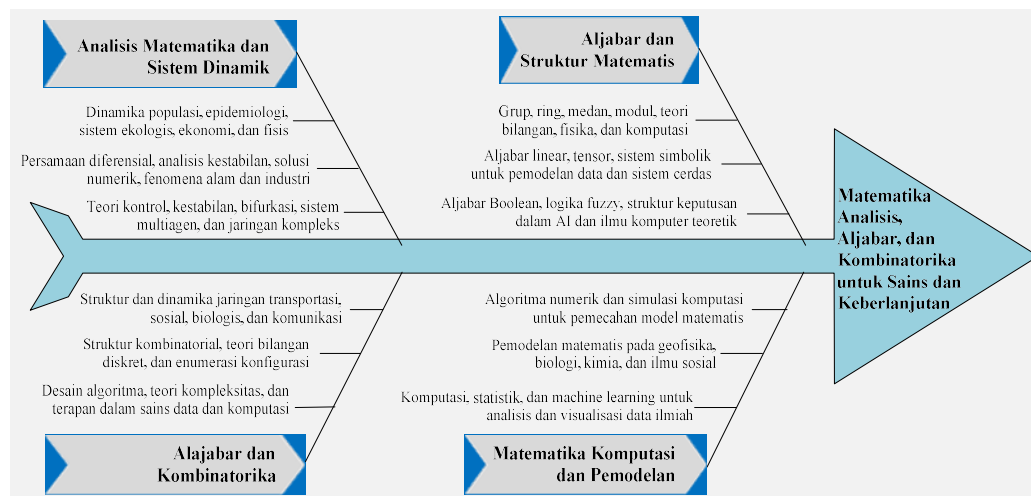 Analisis Matematika dan
Sistem Dinamik
Dinamika populasi, epidemiologi,
sistem ekologis, ekonomi, dan fisis
Persamaan diferensial, analisis kestabilan, solusi
numerik, fenomena alam dan industri
Teori kontrol, kestabilan, bifurkasi, sistem
multiagen, dan jaringan kompleks
Aljabar dan
Struktur Matematis
Grup, ring, medan, modul, teori
bilangan, fisika, dan komputasi
Aljabar linear, tensor, sistem simbolik
untuk pemodelan data dan sistem cerdas
Aljabar Boolean, logika fuzzy, struktur keputusan
dalam AI dan ilmu komputer teoretik
Matematika
Analisis,
Aljabar, dan
Kombinatorika
untuk Sains dan
Keberlanjutan
Struktur dan dinamika jaringan transportasi,
sosial, biologis, dan komunikasi
Struktur kombinatorial, teori bilangan
diskret, dan enumerasi konfigurasi
Desain algoritma, teori kompleksitas, dan
terapan dalam sains data dan komputasi
Alajabar dan
Kombinatorika
Algoritma numerik dan simulasi komputasi
untuk pemecahan model matematis
Pemodelan matematis pada geofisika,
biologi, kimia, dan ilmu sosial
Komputasi, statistik, dan machine learning untuk
analisis dan visualisasi data ilmiah
Matematika Komputasi
dan Pemodelan